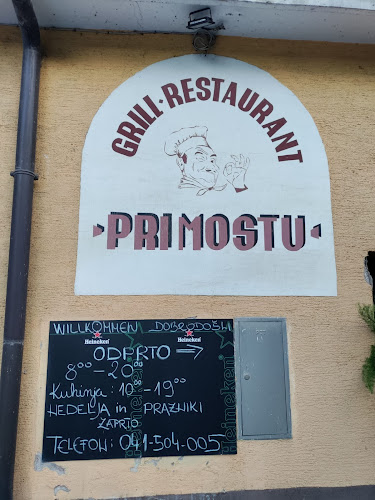 GRILL·RESTAURANT
PRI MOSTU
WILLKOMMEN DOBRODOŠLI
Heineken Heineken
ODPRTO →
8⁰⁰-20⁰⁰
Kuhinja: 10⁰⁰-19⁰⁰
NEDELJA in PRAZNIKI
ZAPRTO
TELEFON: 041-504-005
Heineken